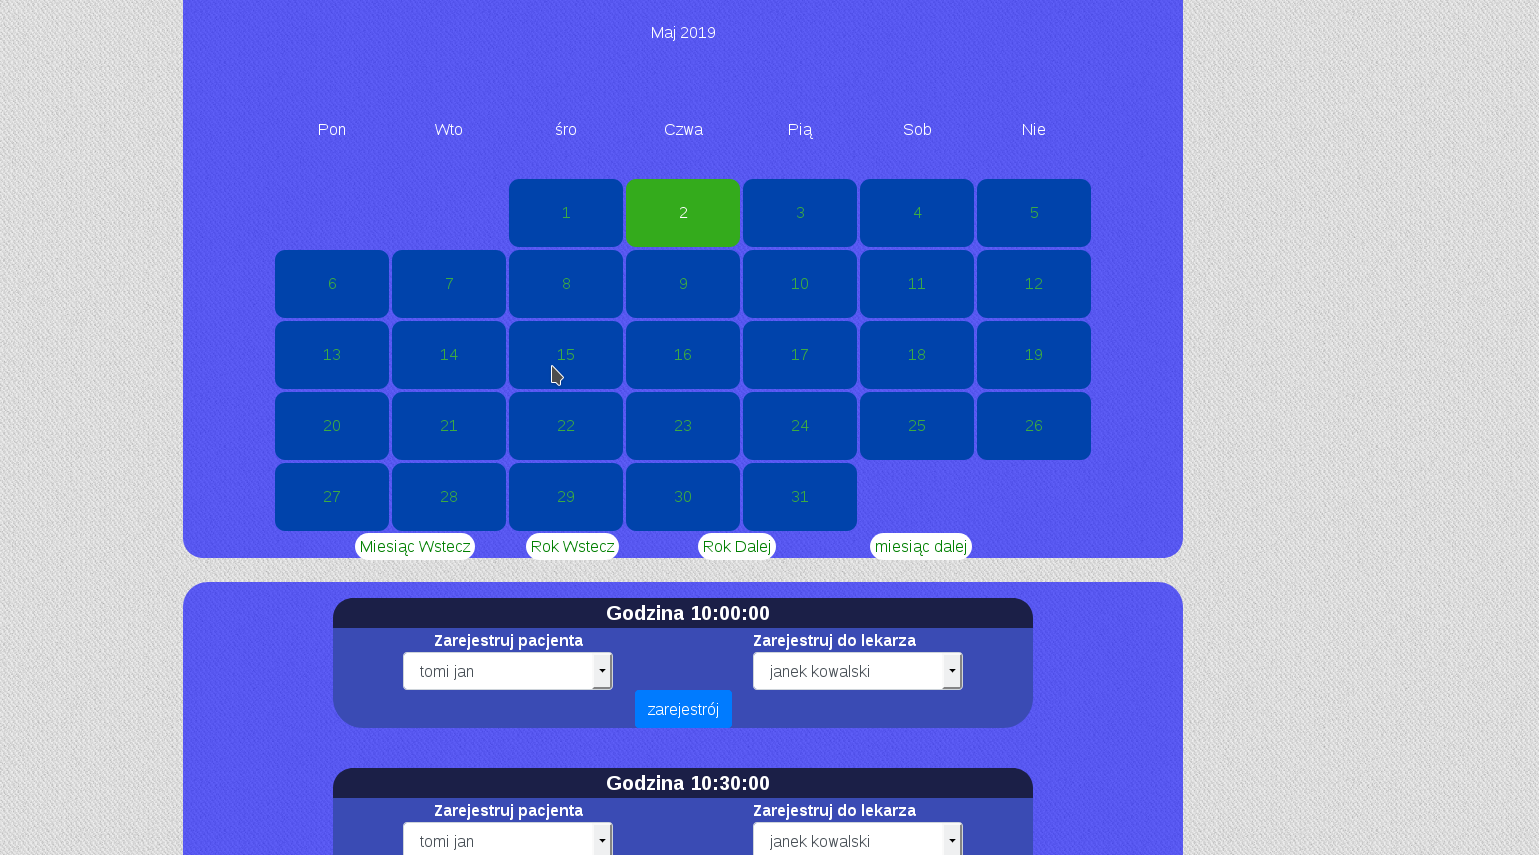 Maj 2019
Pon Wto śro Czwa Pią Sob Nie
1 2 3 4 5
6 7 8 9 10 11 12
13 14 15 16 17 18 19
20 21 22 23 24 25 26
27 28 29 30 31
Miesiąc Wstecz Rok Wstecz Rok Dalej miesiąc dalej
Godzina 10:00:00
Zarejestruj pacjenta Zarejestruj do lekarza
tomi jan janek kowalski
zarejestrój
Godzina 10:30:00
Zarejestruj pacjenta Zarejestruj do lekarza
tomi jan janek kowalski